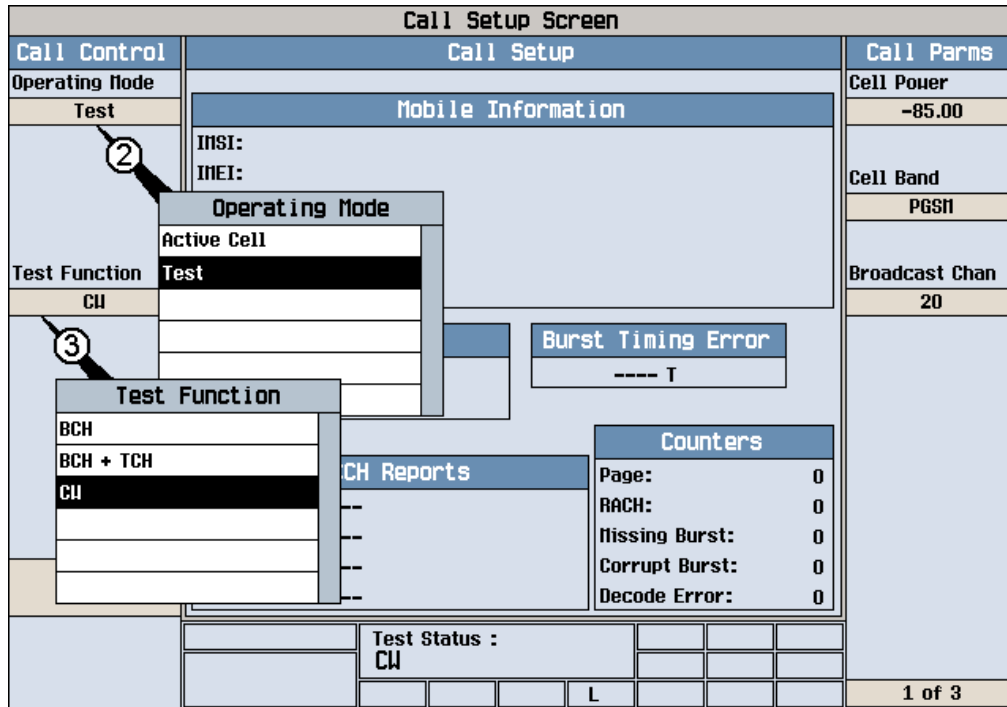 Call Setup Screen
Call Control
Call Setup
Call Parms
Operating Mode
Test
2
Test Function
CW
3
Mobile Information
IMSI:
IMEI:
Operating Mode
Active Cell
Test
Test Function
BCH
BCH + TCH
CW
Burst Timing Error
---- T
CH Reports
--
--
--
--
Counters
Page: 0
RACH: 0
Missing Burst: 0
Corrupt Burst: 0
Decode Error: 0
Cell Power
-85.00
Cell Band
PGSM
Broadcast Chan
20
Test Status :
CW
L
1 of 3